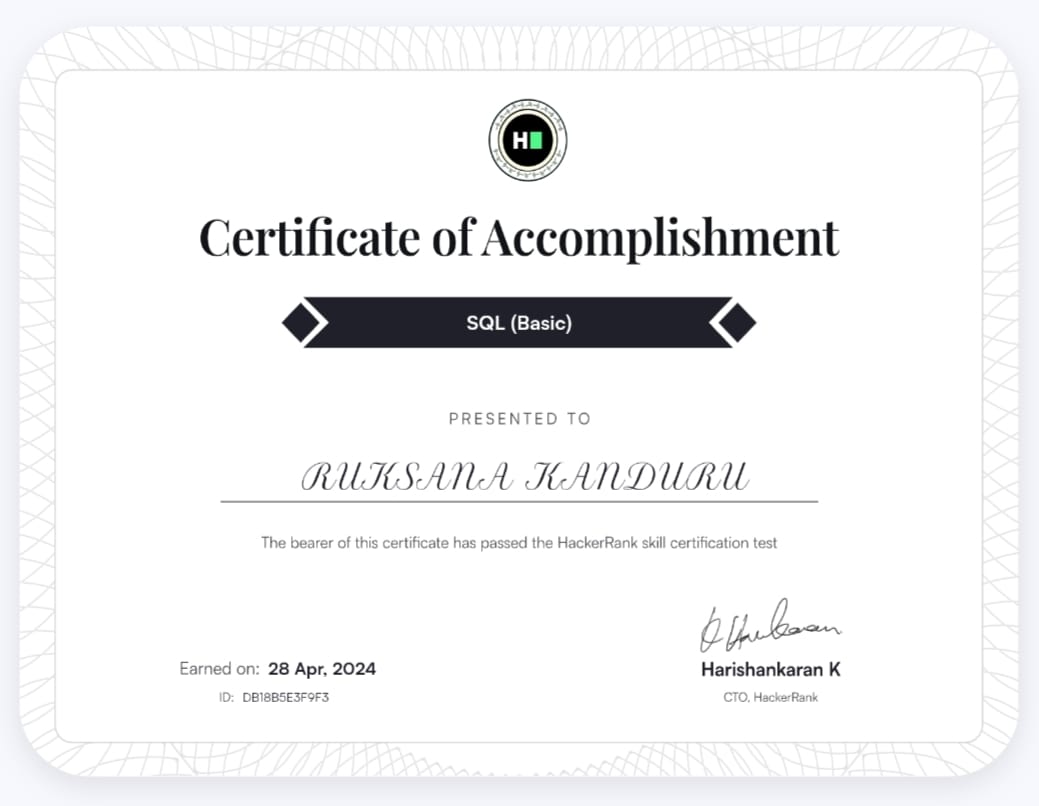 H
Certificate of Accomplishment
SQL (Basic)
PRESENTED TO
RUKSANA KANDURU
The bearer of this certificate has passed the HackerRank skill certification test
Earned on: 28 Apr, 2024
ID: DB18B5E3F9F3
Harishankaran K
CTO, HackerRank